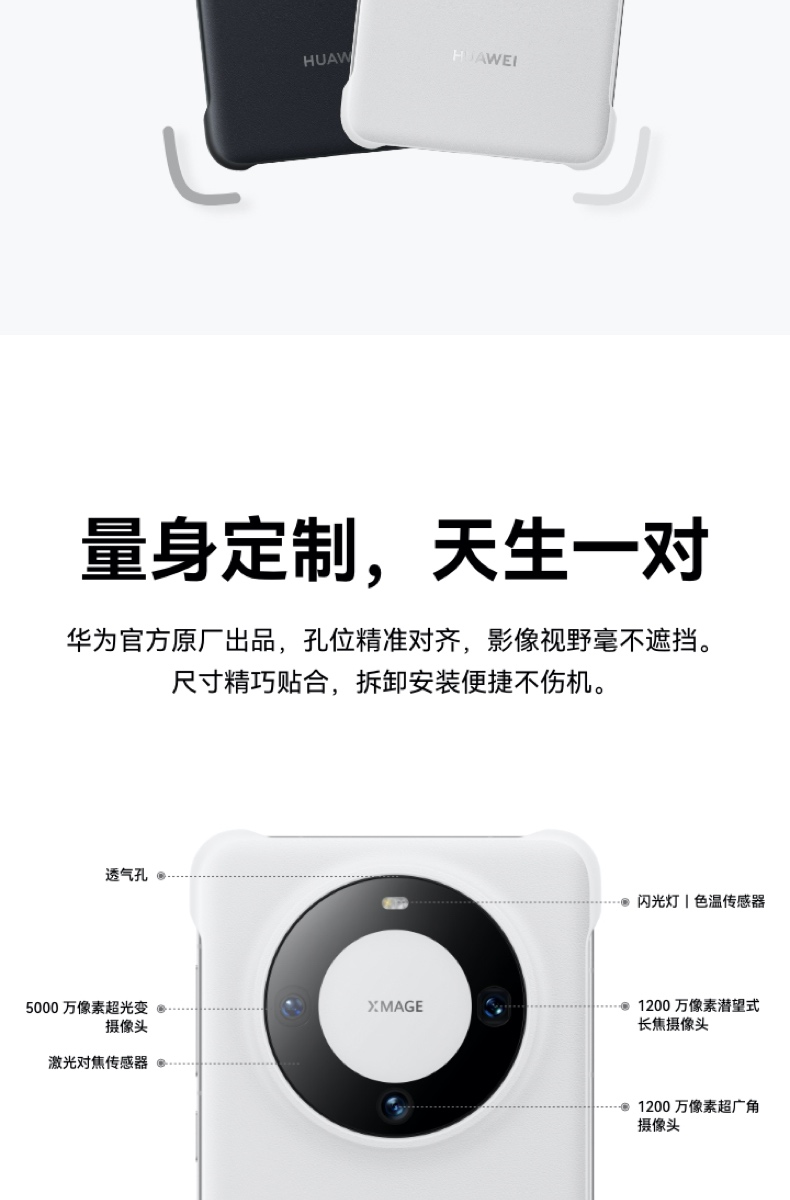 HUAW
HUAWEI
量身定制，天生一对
华为官方原厂出品，孔位精准对齐，影像视野毫不遮挡。
尺寸精巧贴合，拆卸安装便捷不伤机。
透气孔
闪光灯 | 色温传感器
5000 万像素超光变
摄像头
XMAGE
1200 万像素潜望式
长焦摄像头
激光对焦传感器
1200 万像素超广角
摄像头